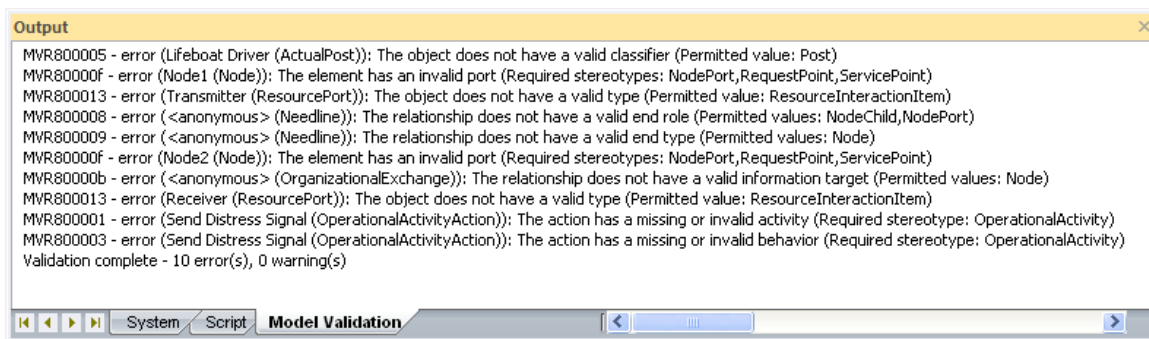 Output
MVR800005 - error (Lifeboat Driver (ActualPost)): The object does not have a valid classifier (Permitted value: Post)
MVR80000f - error (Node1 (Node)): The element has an invalid port (Required stereotypes: NodePort,RequestPoint,ServicePoint)
MVR800013 - error (Transmitter (ResourcePort)): The object does not have a valid type (Permitted value: ResourceInteractionItem)
MVR800008 - error (<anonymous> (Needline)): The relationship does not have a valid end role (Permitted values: NodeChild,NodePort)
MVR800009 - error (<anonymous> (Needline)): The relationship does not have a valid end type (Permitted values: Node)
MVR80000f - error (Node2 (Node)): The element has an invalid port (Required stereotypes: NodePort,RequestPoint,ServicePoint)
MVR80000b - error (<anonymous> (OrganizationalExchange)): The relationship does not have a valid information target (Permitted values: Node)
MVR800013 - error (Receiver (ResourcePort)): The object does not have a valid type (Permitted value: ResourceInteractionItem)
MVR800001 - error (Send Distress Signal (OperationalActivityAction)): The action has a missing or invalid activity (Required stereotype: OperationalActivity)
MVR800003 - error (Send Distress Signal (OperationalActivityAction)): The action has a missing or invalid behavior (Required stereotype: OperationalActivity)
Validation complete - 10 error(s), 0 warning(s)
System Script Model Validation